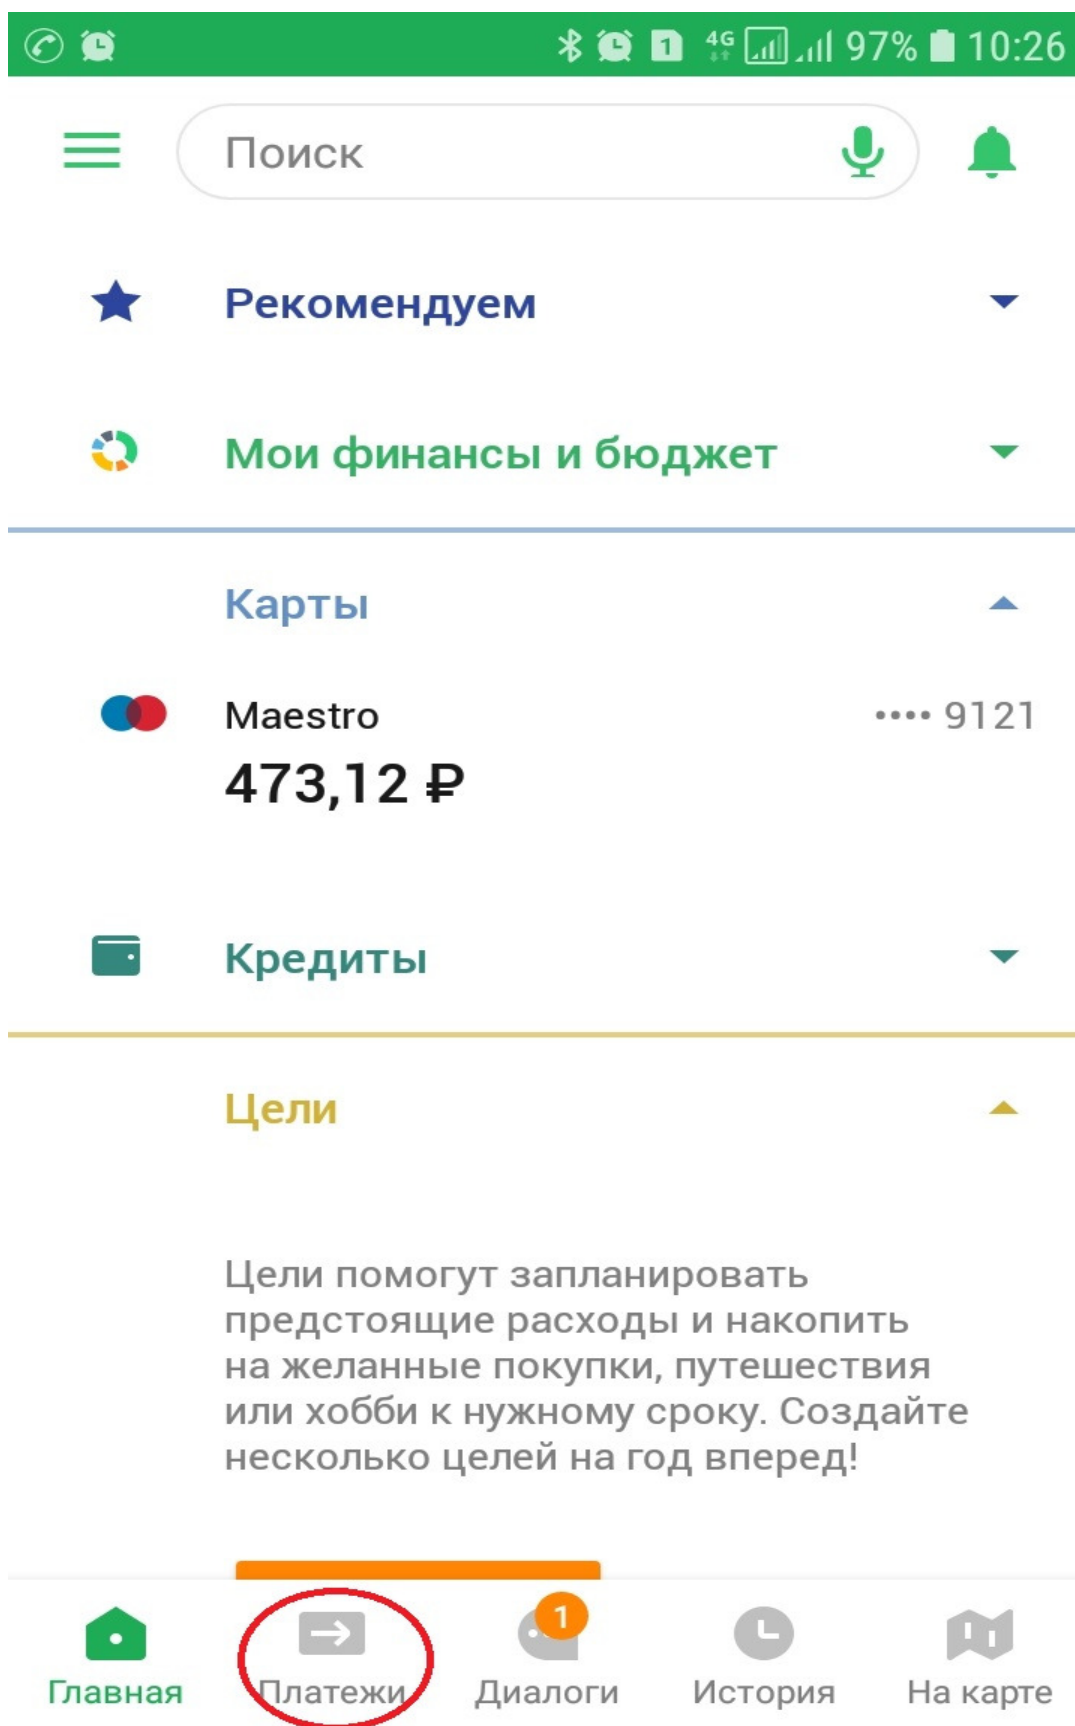 4G 97% 10:26
Поиск
Рекомендуем
Мои финансы и бюджет
Карты
Maestro •••• 9121
473,12 ₽
Кредиты
Цели
Цели помогут запланировать
предстоящие расходы и накопить
на желанные покупки, путешествия
или хобби к нужному сроку. Создайте
несколько целей на год вперед!
1
Главная Платежи Диалоги История На карте